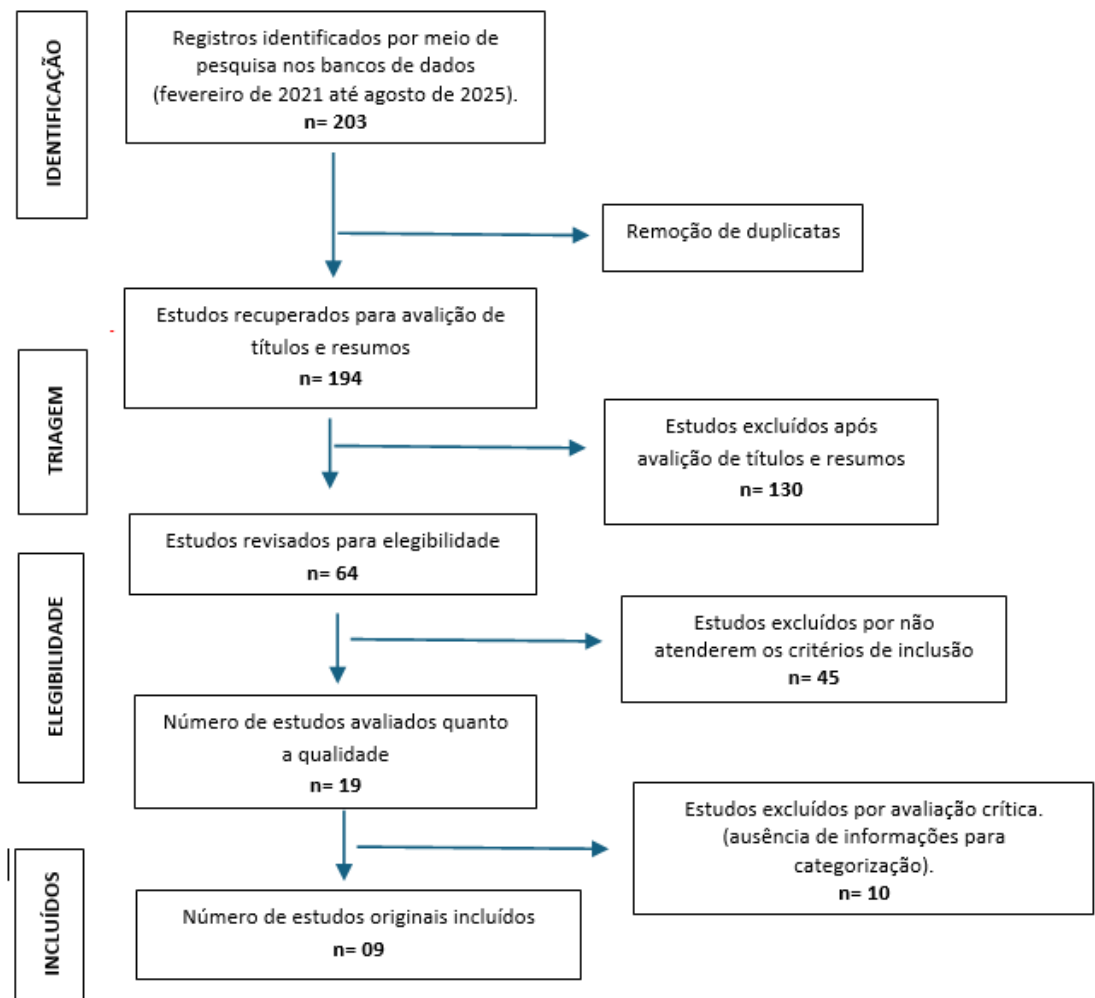 IDENTIFICAÇÃO
Registros identificados por meio de
pesquisa nos bancos de dados
(fevereiro de 2021 até agosto de 2025).
n= 203
Remoção de duplicatas
Estudos recuperados para avalição de
títulos e resumos
n= 194
TRIAGEM
Estudos excluídos após
avalição de títulos e resumos
n= 130
Estudos revisados para elegibilidade
n= 64
ELEGIBILIDADE
Estudos excluídos por não
atenderem os critérios de inclusão
n= 45
Número de estudos avaliados quanto
a qualidade
n= 19
Estudos excluídos por avaliação crítica.
(ausência de informações para
categorização).
n= 10
INCLUÍDOS
Número de estudos originais incluídos
n= 09